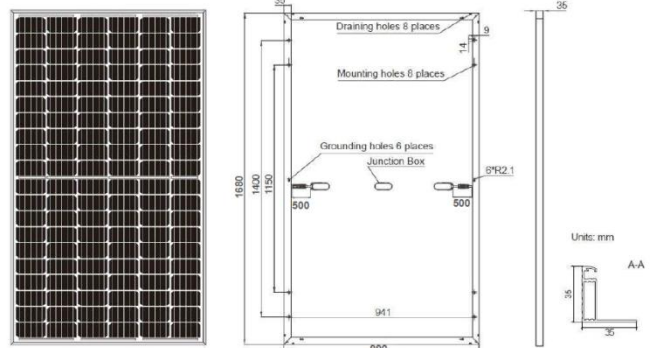 35
Draining holes 8 places
9
14
Mounting holes 8 places
Grounding holes 6 places
Junction Box
6*R2.1
1680
1400
1150
500
500
941
Units: mm
A-A
35
35